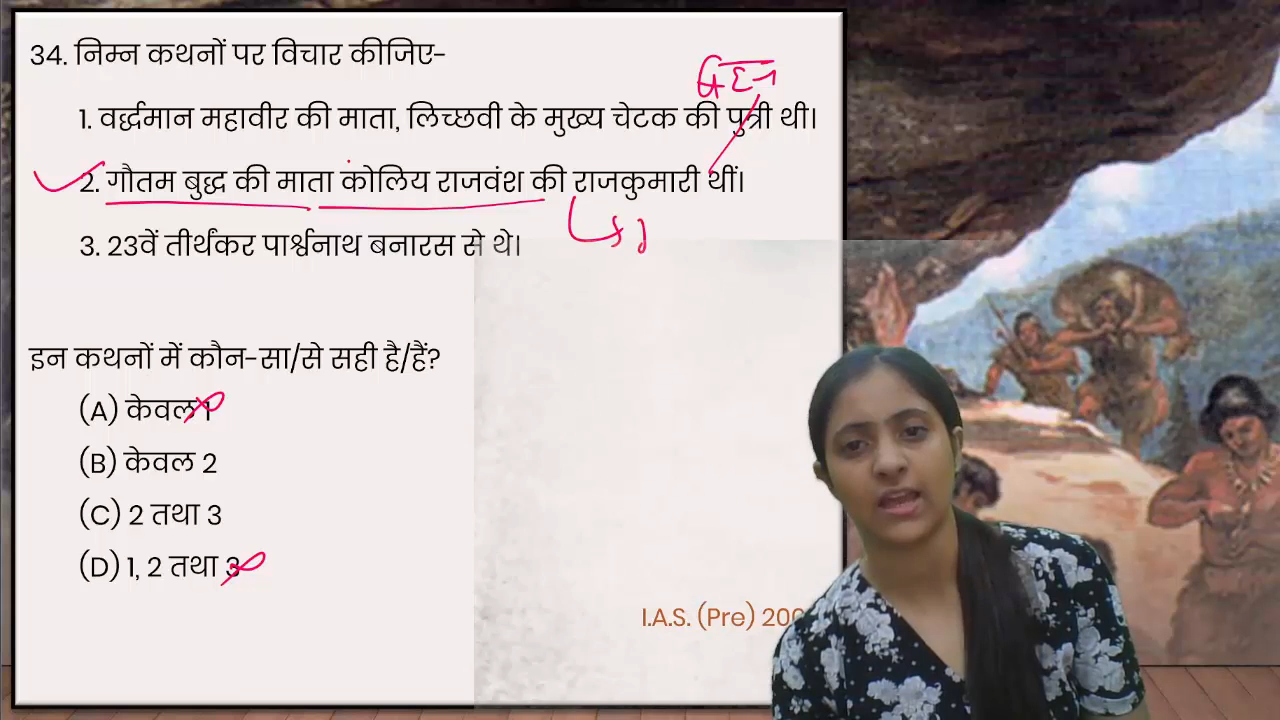 34. निम्न कथनों पर विचार कीजिए-
1. वर्द्धमान महावीर की माता, लिच्छवी के मुख्य चेटक की पुत्री थी।
2. गौतम बुद्ध की माता कोलिय राजवंश की राजकुमारी थीं।
3. 23वें तीर्थंकर पार्श्वनाथ बनारस से थे।
इन कथनों में कौन-सा/से सही है/हैं?
(A) केवल 1
(B) केवल 2
(C) 2 तथा 3
(D) 1, 2 तथा 3
I.A.S. (Pre)